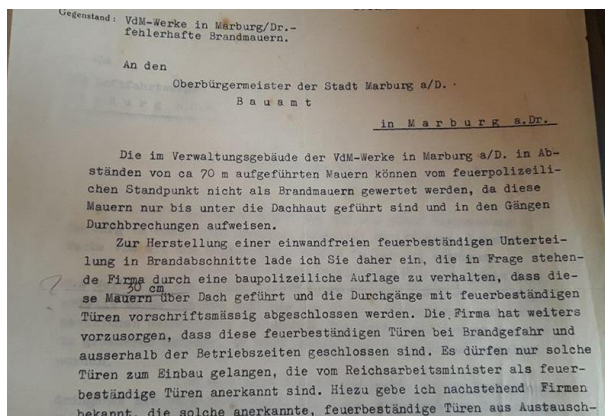 Gegenstand: VdM-Werke in Marburg/Dr.-
fehlerhafte Brandmauern.
An den
Oberbürgermeister der Stadt Marburg a/D.
Bauamt
in Marburg a.Dr.
Die im Verwaltungsgebäude der VdM-Werke in Marburg a/D. in Ab-
ständen von ca 70 m aufgeführten Mauern können vom feuerpolizeili-
chen Standpunkt nicht als Brandmauern gewertet werden, da diese
Mauern nur bis unter die Dachhaut geführt sind und in den Gängen
Durchbrechungen aufweisen.
Zur Herstellung einer einwandfreien feuerbeständigen Untertei-
lung in Brandabschnitte lade ich Sie daher ein, die in Frage stehen-
de Firma durch eine baupolizeiliche Auflage zu verhalten, dass die-
30 cm
se Mauern über Dach geführt und die Durchgänge mit feuerbeständigen
Türen vorschriftsmässig abgeschlossen werden. Die Firma hat weiters
vorzusorgen, dass diese feuerbeständigen Türen bei Brandgefahr und
ausserhalb der Betriebszeiten geschlossen sind. Es dürfen nur solche
Türen zum Einbau gelangen, die vom Reichsarbeitsminister als feuer-
beständige Türen anerkannt sind. Hiezu gebe ich nachstehend Firmen
bekannt, die solche anerkannte, feuerbeständige Türen aus Austausch-